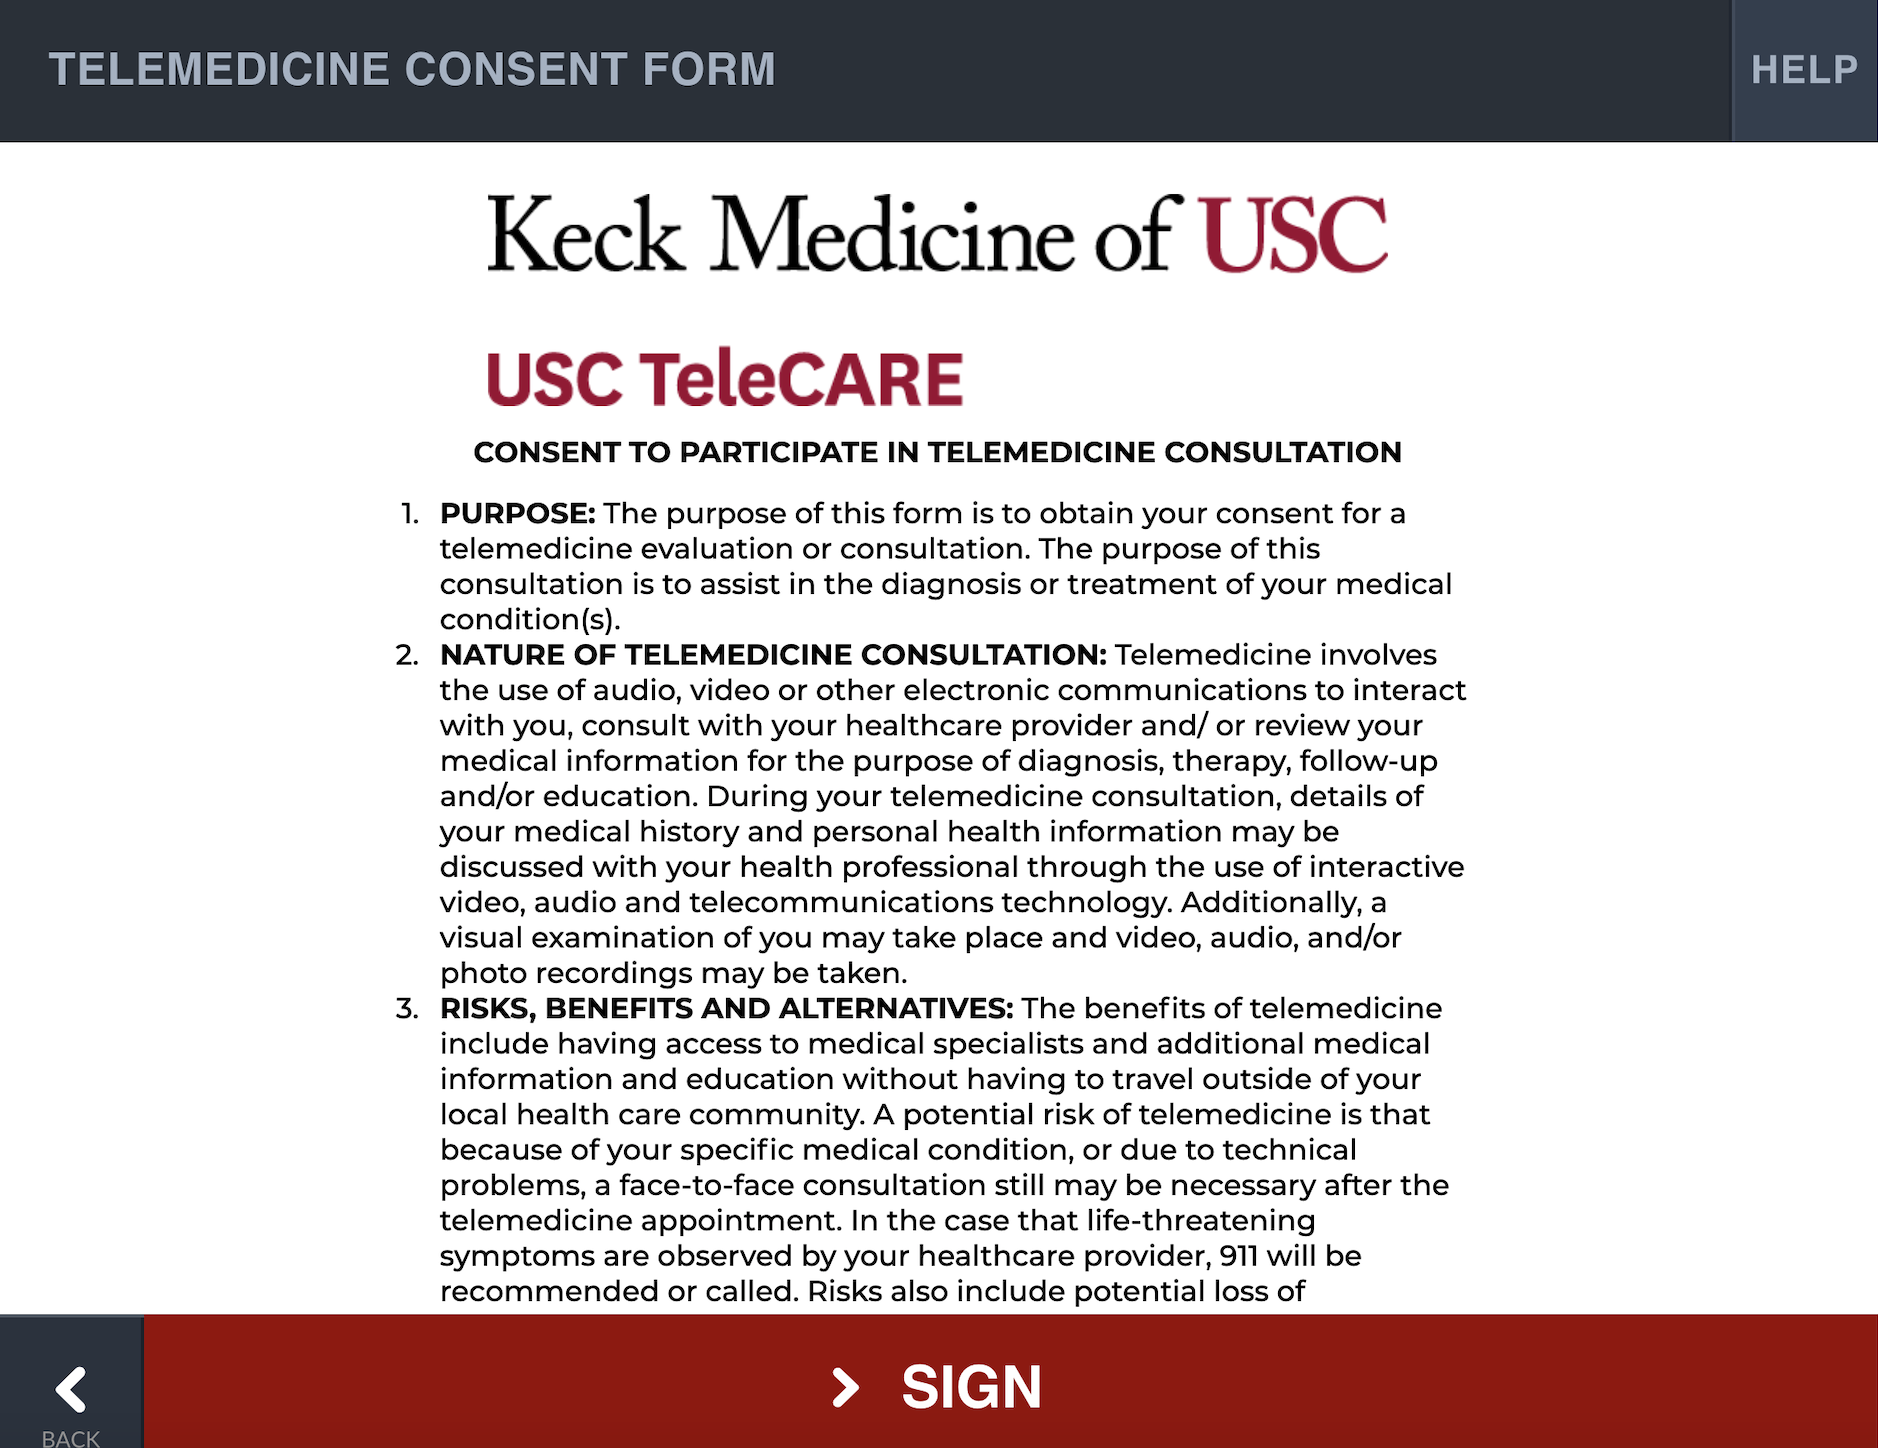 TELEMEDICINE CONSENT FORM
HELP
Keck Medicine of USC
USC TeleCARE
CONSENT TO PARTICIPATE IN TELEMEDICINE CONSULTATION
1. PURPOSE: The purpose of this form is to obtain your consent for a
telemedicine evaluation or consultation. The purpose of this
consultation is to assist in the diagnosis or treatment of your medical
condition(s).
2. NATURE OF TELEMEDICINE CONSULTATION: Telemedicine involves
the use of audio, video or other electronic communications to interact
with you, consult with your healthcare provider and/ or review your
medical information for the purpose of diagnosis, therapy, follow-up
and/or education. During your telemedicine consultation, details of
your medical history and personal health information may be
discussed with your health professional through the use of interactive
video, audio and telecommunications technology. Additionally, a
visual examination of you may take place and video, audio, and/or
photo recordings may be taken.
3. RISKS, BENEFITS AND ALTERNATIVES: The benefits of telemedicine
include having access to medical specialists and additional medical
information and education without having to travel outside of your
local health care community. A potential risk of telemedicine is that
because of your specific medical condition, or due to technical
problems, a face-to-face consultation still may be necessary after the
telemedicine appointment. In the case that life-threatening
symptoms are observed by your healthcare provider, 911 will be
recommended or called. Risks also include potential loss of
SIGN
BACK